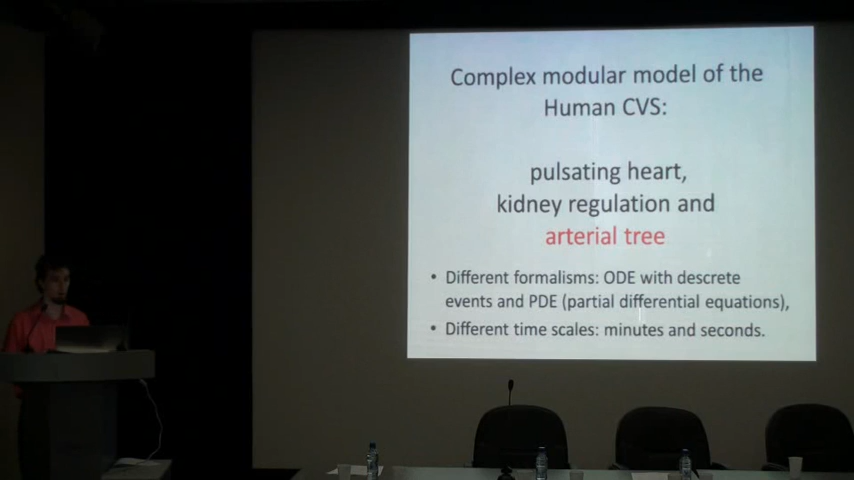 Complex modular model of the
Human CVS:
pulsating heart,
kidney regulation and
arterial tree
• Different formalisms: ODE with descrete
events and PDE (partial differential equations),
• Different time scales: minutes and seconds.